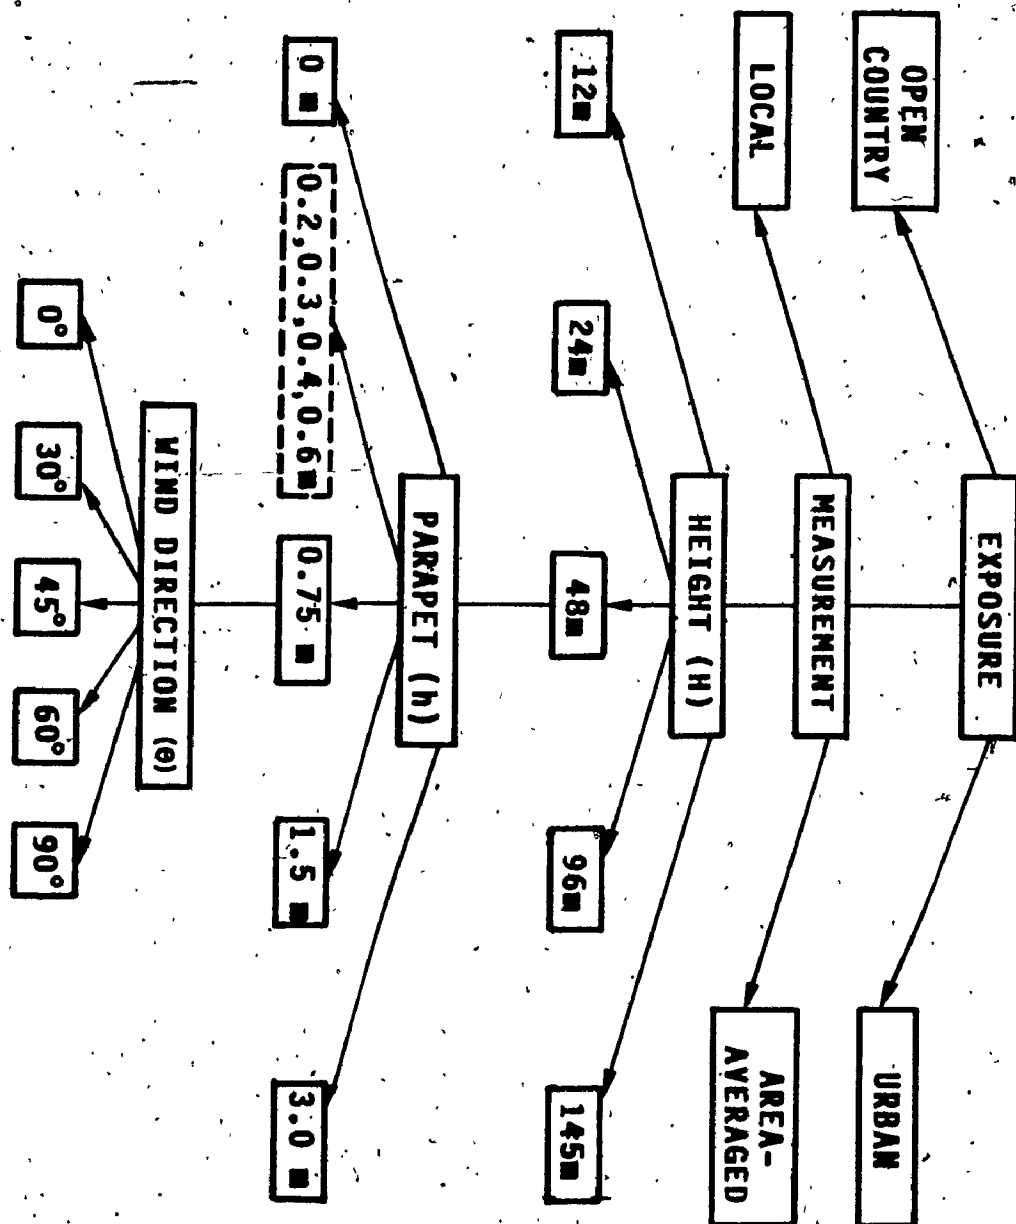 EXPOSURE
OPEN
COUNTRY
URBAN
MEASUREMENT
LOCAL
AREA-
AVERAGED
HEIGHT (H)
12m
24m
48m
96m
145m
PARAPET (h)
0 m
0.2,0.3,0.4,0.6m
0.75 m
1.5 m
3.0 m
WIND DIRECTION (θ)
0°
30°
45°
60°
90°